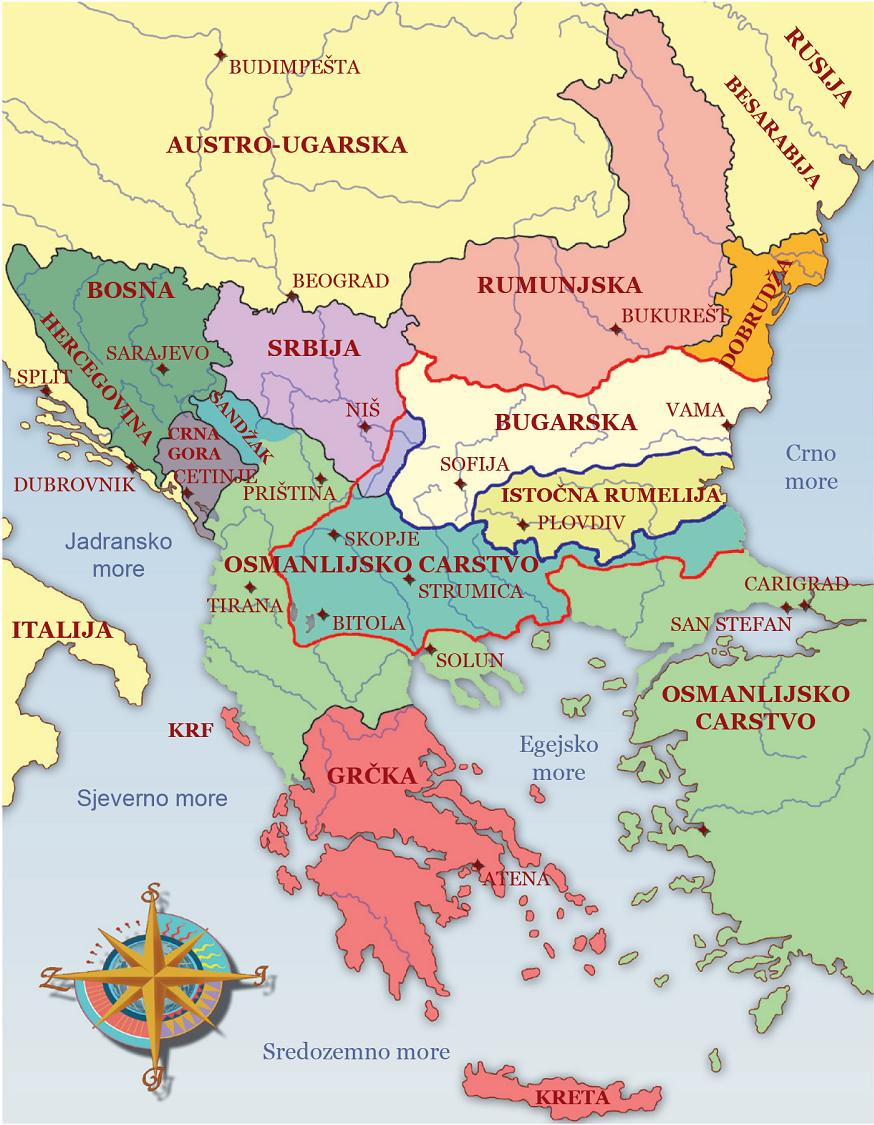 RUSIJA
BUDIMPEŠTA
BESARABIJA
AUSTRO-UGARSKA
BOSNA
BEOGRAD
RUMUNJSKA
DOBRUDŽA
BUKUREŠT
HERCEGOVINA
SARAJEVO
SRBIJA
SPLIT
SANDŽAK
NIŠ
BUGARSKA
VAMA
CRNA
GORA
CETINJE
DUBROVNIK
PRIŠTINA
SOFIJA
ISTOČNA RUMELIJA
PLOVDIV
Crno
more
Jadransko
more
SKOPJE
OSMANLIJSKO CARSTVO
STRUMICA
TIRANA
BITOLA
CARIGRAD
SAN STEFAN
ITALIJA
SOLUN
OSMANLIJSKO
CARSTVO
KRF
Egejsko
more
GRČKA
Sjeverno more
ATENA
S
Z
I
J
Sredozemno more
KRETA